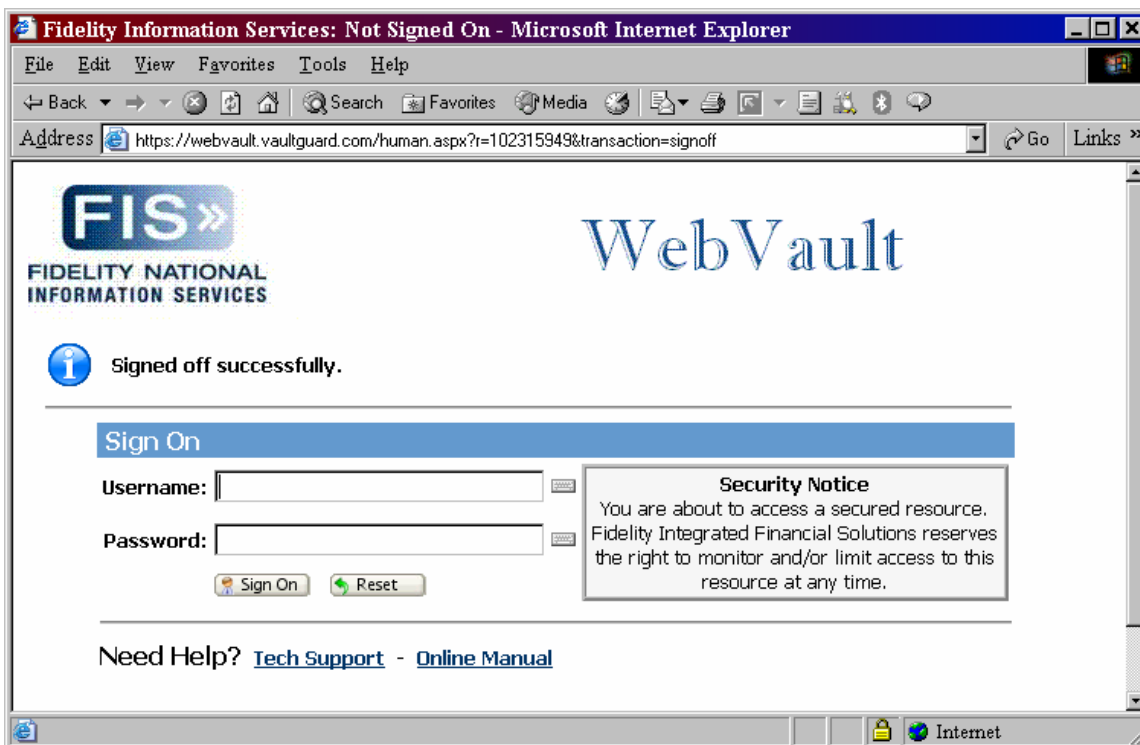 Fidelity Information Services: Not Signed On - Microsoft Internet Explorer
File Edit View Favorites Tools Help
Back Search Favorites Media
Address https://webvault.vaultguard.com/human.aspx?r=102315949&transaction=signoff Go Links »
FIS»
FIDELITY NATIONAL
INFORMATION SERVICES
WebVault
Signed off successfully.
Sign On
Username:
Password:
Sign On Reset
Security Notice
You are about to access a secured resource.
Fidelity Integrated Financial Solutions reserves
the right to monitor and/or limit access to this
resource at any time.
Need Help? Tech Support - Online Manual
Internet